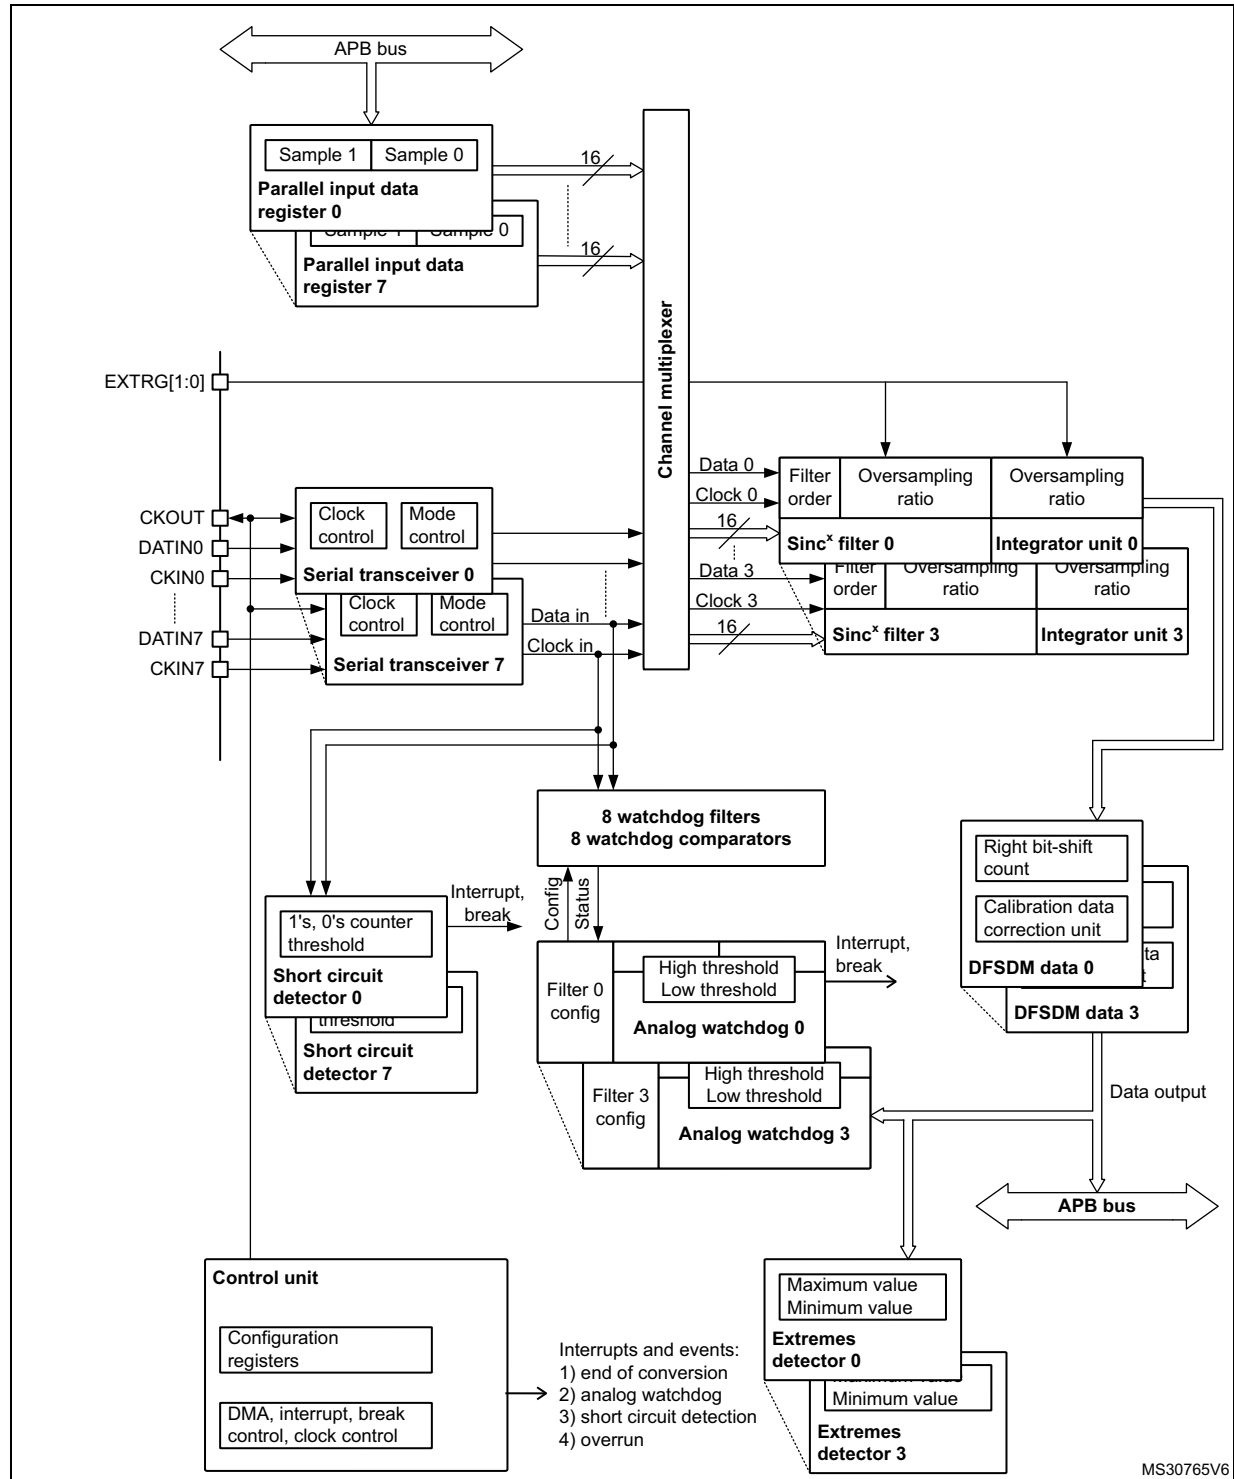 APB bus
Sample 1 Sample 0
Parallel input data
register 0
Sample 1 Sample 0
Parallel input data
register 7
16
16
Channel multiplexer
EXTRG[1:0]
CKOUT
DATIN0
CKIN0
DATIN7
CKIN7
Clock
control
Mode
control
Serial transceiver 0
Clock
control
Mode
control
Serial transceiver 7
Data in
Clock in
Data 0
Clock 0
16
Data 3
Clock 3
16
Filter
order
Oversampling
ratio
Oversampling
ratio
Sincx filter 0
Integrator unit 0
Filter
order
Oversampling
ratio
Oversampling
ratio
Sincx filter 3
Integrator unit 3
8 watchdog filters
8 watchdog comparators
Config
Status
Interrupt,
break
1's, 0's counter
threshold
Short circuit
detector 0
threshold
Short circuit
detector 7
Filter 0
config
High threshold
Low threshold
Analog watchdog 0
Interrupt,
break
Filter 3
config
High threshold
Low threshold
Analog watchdog 3
Right bit-shift
count
Calibration data
correction unit
DFSDM data 0
ta
t
DFSDM data 3
Data output
APB bus
Control unit
Configuration
registers
DMA, interrupt, break
control, clock control
Interrupts and events:
1) end of conversion
2) analog watchdog
3) short circuit detection
4) overrun
Maximum value
Minimum value
Extremes
detector 0
Maximum value
Minimum value
Extremes
detector 3
MS30765V6